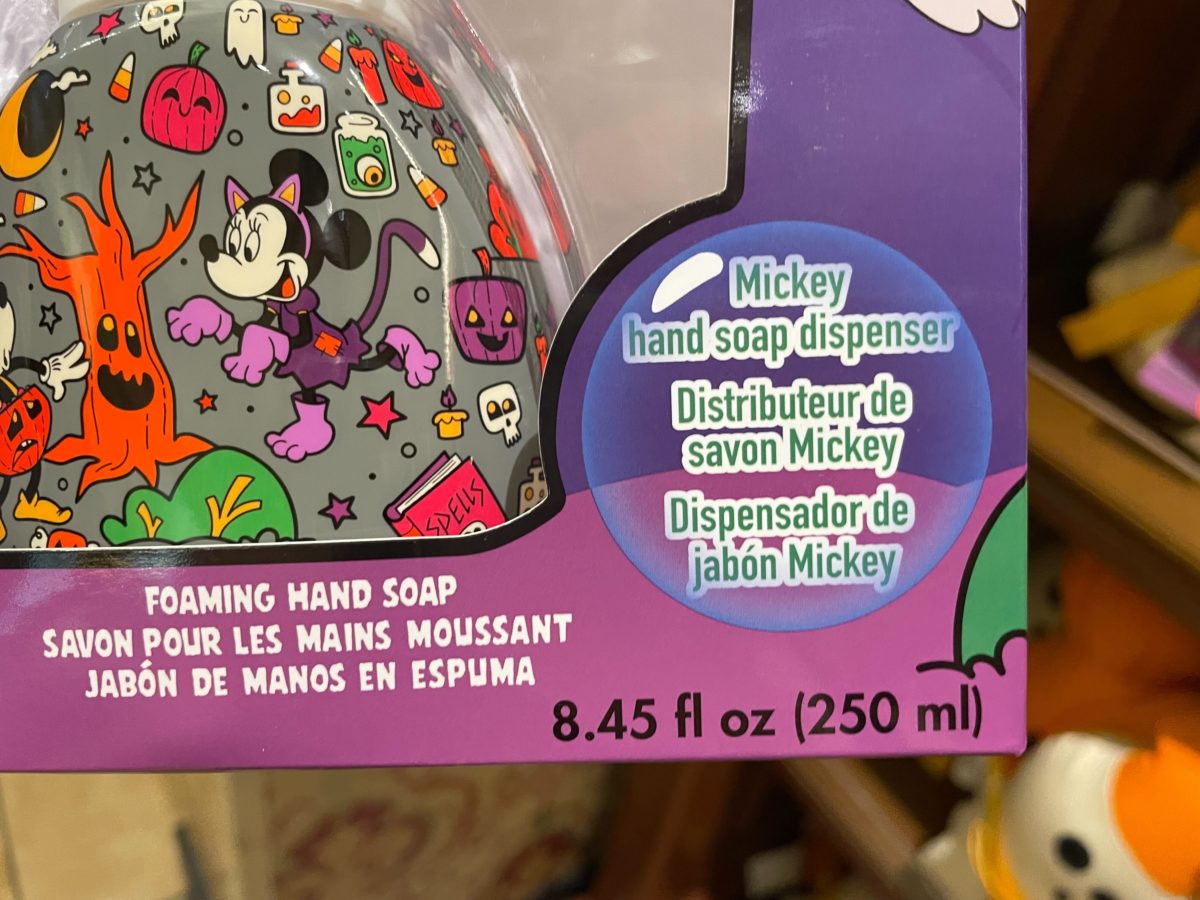 SPELLS
Mickey
hand soap dispenser
Distributeur de
savon Mickey
Dispensador de
jabón Mickey
FOAMING HAND SOAP
SAVON POUR LES MAINS MOUSSANT
JABÓN DE MANOS EN ESPUMA
8.45 fl oz (250 ml)